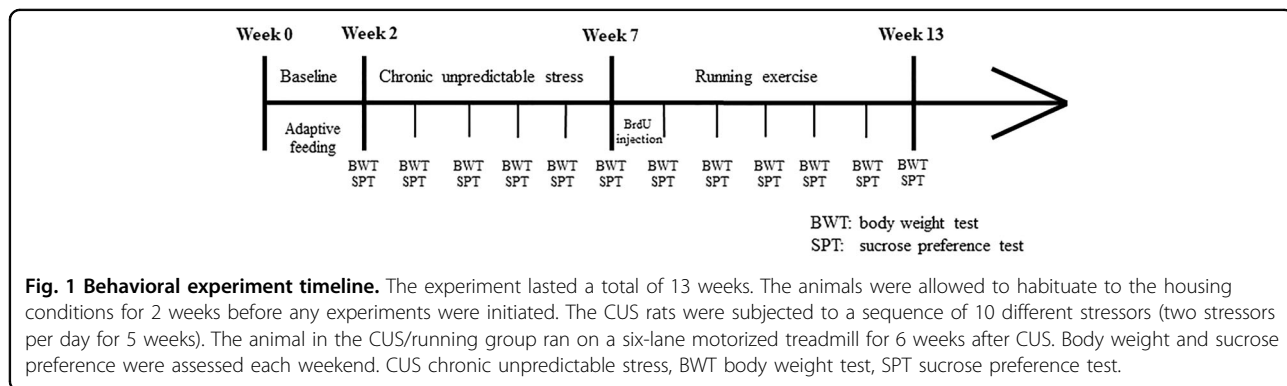 Week 0 Week 2 Week 7 Week 13
Baseline Chronic unpredictable stress Running exercise
Adaptive
feeding
BrdU
injection
BWT BWT BWT BWT BWT BWT BWT BWT BWT BWT BWT BWT
SPT SPT SPT SPT SPT SPT SPT SPT SPT SPT SPT SPT
BWT: body weight test
SPT: sucrose preference test
Fig. 1 Behavioral experiment timeline. The experiment lasted a total of 13 weeks. The animals were allowed to habituate to the housing
conditions for 2 weeks before any experiments were initiated. The CUS rats were subjected to a sequence of 10 different stressors (two stressors
per day for 5 weeks). The animal in the CUS/running group ran on a six-lane motorized treadmill for 6 weeks after CUS. Body weight and sucrose
preference were assessed each weekend. CUS chronic unpredictable stress, BWT body weight test, SPT sucrose preference test.